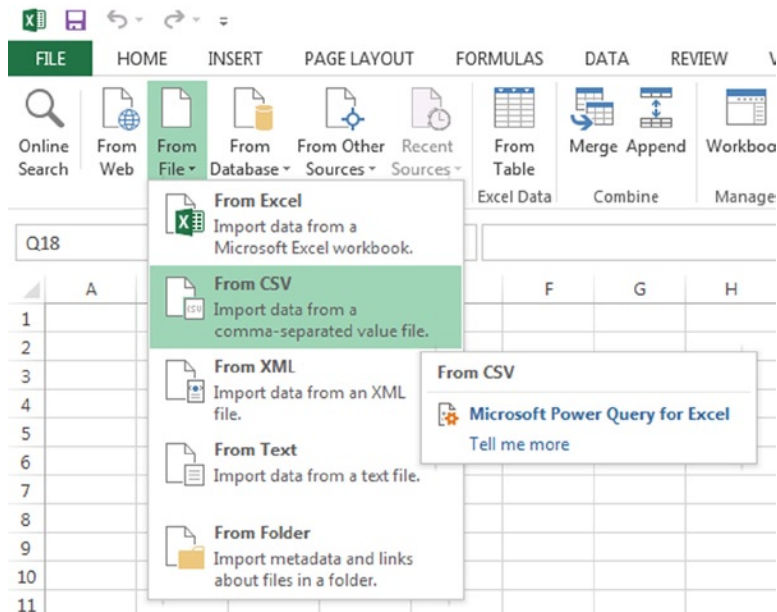 FILE HOME INSERT PAGE LAYOUT FORMULAS DATA REVIEW
Online Search
From Web
From File
From Database
From Other Sources
Recent Sources
From Table
Merge Append
Excel Data
Combine
Q18
From Excel
Import data from a
Microsoft Excel workbook.
From CSV
CSV
Import data from a
comma-separated value file.
From XML
Import data from an XML
file.
From Text
Import data from a text file.
From Folder
Import metadata and links
about files in a folder.
From CSV
Microsoft Power Query for Excel
Tell me more
A F G H
1
2
3
4
5
6
7
8
9
10
11